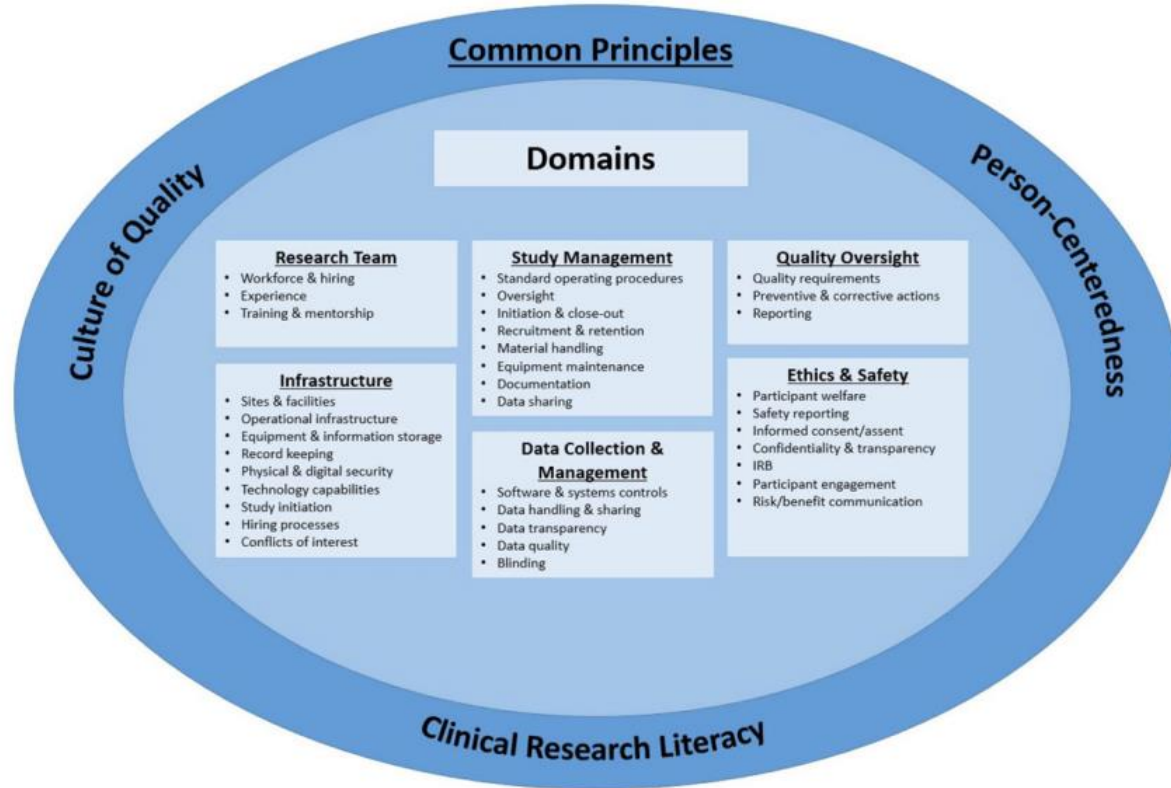 Common Principles
Culture of Quality
Person-Centeredness
Domains
Research Team
• Workforce & hiring
• Experience
• Training & mentorship
Infrastructure
• Sites & facilities
• Operational infrastructure
• Equipment & information storage
• Record keeping
• Physical & digital security
• Technology capabilities
• Study initiation
• Hiring processes
• Conflicts of interest
Study Management
• Standard operating procedures
• Oversight
• Initiation & close-out
• Recruitment & retention
• Material handling
• Equipment maintenance
• Documentation
• Data sharing
Data Collection &
Management
• Software & systems controls
• Data handling & sharing
• Data transparency
• Data quality
• Blinding
Quality Oversight
• Quality requirements
• Preventive & corrective actions
• Reporting
Ethics & Safety
• Participant welfare
• Safety reporting
• Informed consent/assent
• Confidentiality & transparency
• IRB
• Participant engagement
• Risk/benefit communication
Clinical Research Literacy